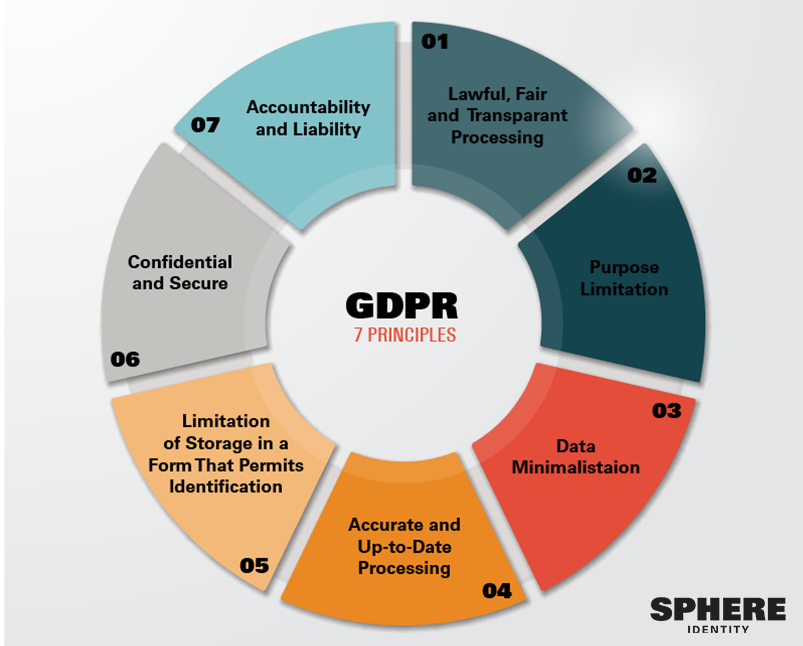 01
Lawful, Fair
and Transparant
Processing
02
Purpose
Limitation
03
Data
Minimalistaion
Accurate and
Up-to-Date
Processing
04
Limitation
of Storage in a
Form That Permits
Identification
05
Confidential
and Secure
06
Accountability
and Liability
07
GDPR
7 PRINCIPLES
SPHERE
IDENTITY